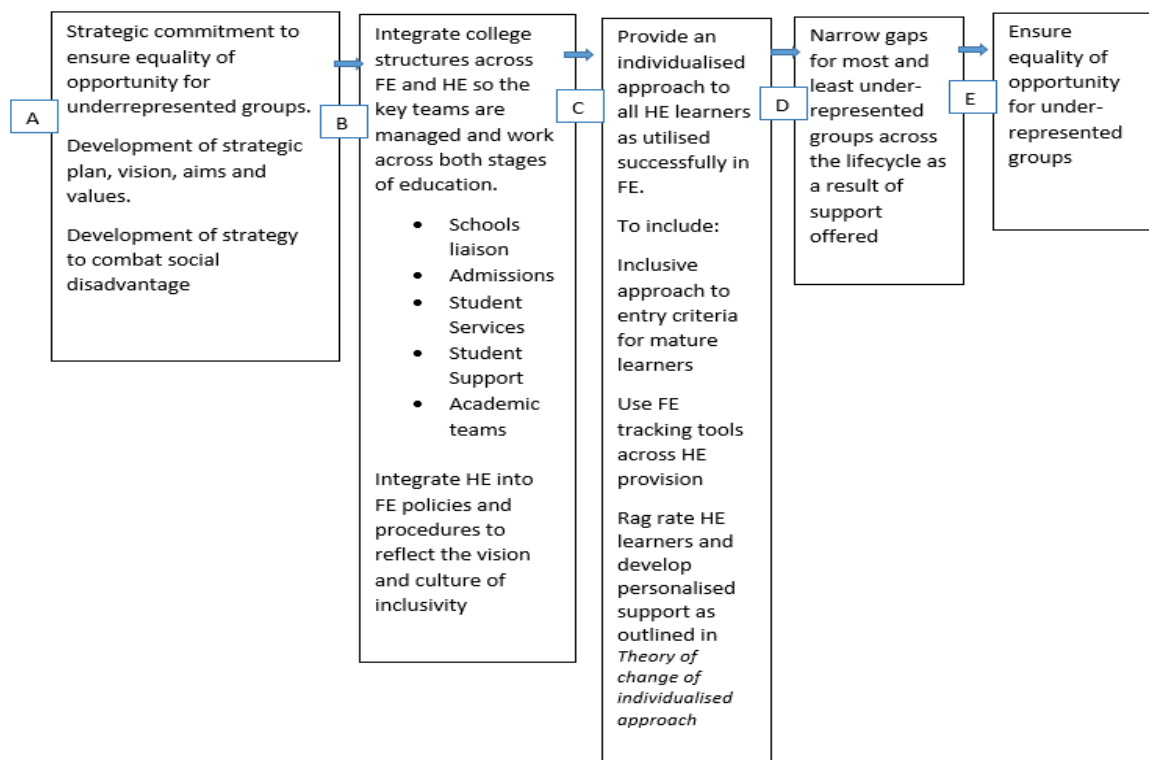 A
Strategic commitment to
ensure equality of
opportunity for
underrepresented groups.
Development of strategic
plan, vision, aims and
values.
Development of strategy
to combat social
disadvantage
B
Integrate college
structures across
FE and HE so the
key teams are
managed and work
across both stages
of education.
• Schools
liaison
• Admissions
• Student
Services
• Student
Support
• Academic
teams
Integrate HE into
FE policies and
procedures to
reflect the vision
and culture of
inclusivity
C
Provide an
individualised
approach to
all HE learners
as utilised
successfully in
FE.
To include:
Inclusive
approach to
entry criteria
for mature
learners
Use FE
tracking tools
across HE
provision
Rag rate HE
learners and
develop
personalised
support as
outlined in
Theory of
change of
individualised
approach
D
Narrow gaps
for most and
least under-
represented
groups across
the lifecycle as
a result of
support
offered
E
Ensure
equality of
opportunity
for under-
represented
groups